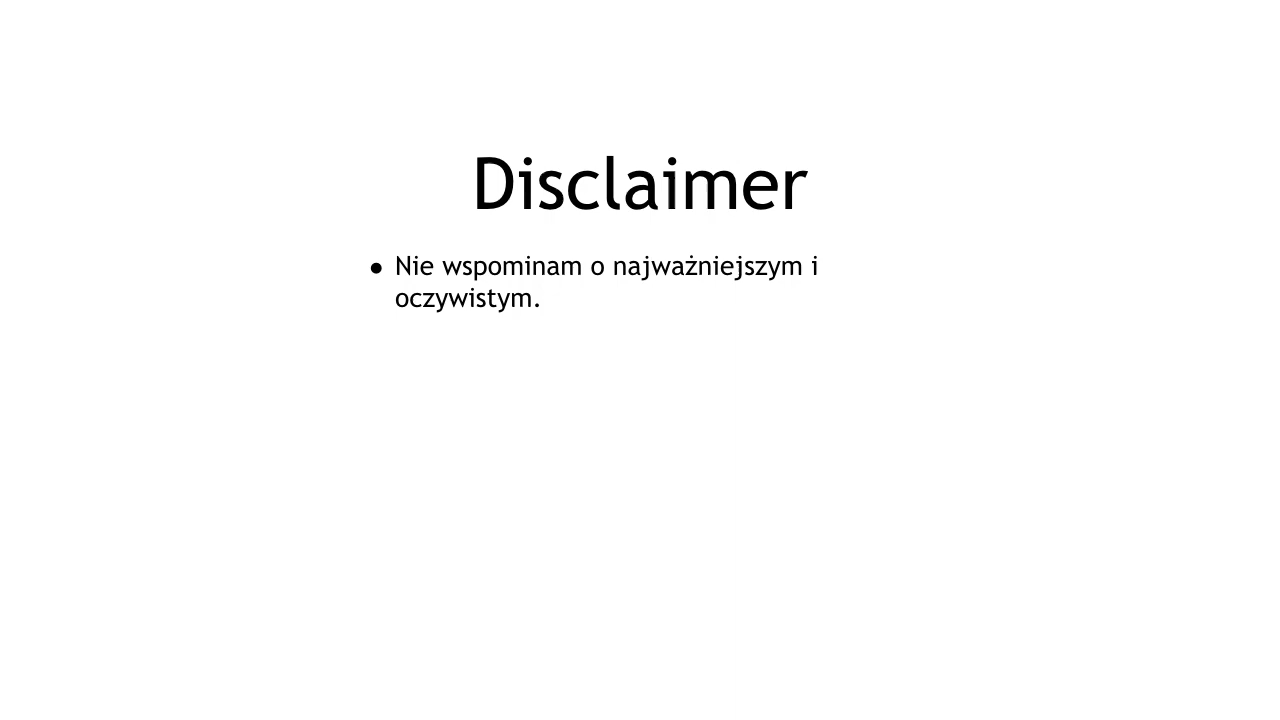 Disclaimer
● Nie wspominam o najważniejszym i
oczywistym.